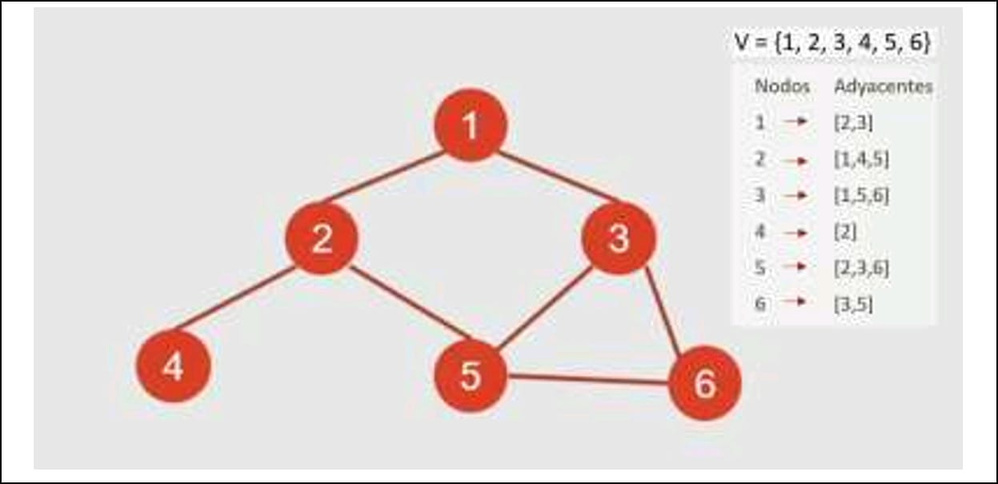 V = {1, 2, 3, 4, 5, 6}
Nodos Adyacentes
1 → [2,3]
2 → [1,4,5]
3 → [1,5,6]
4 → [2]
5 → [2,3,6]
6 → [3,5]
1
2 3
4 5 6